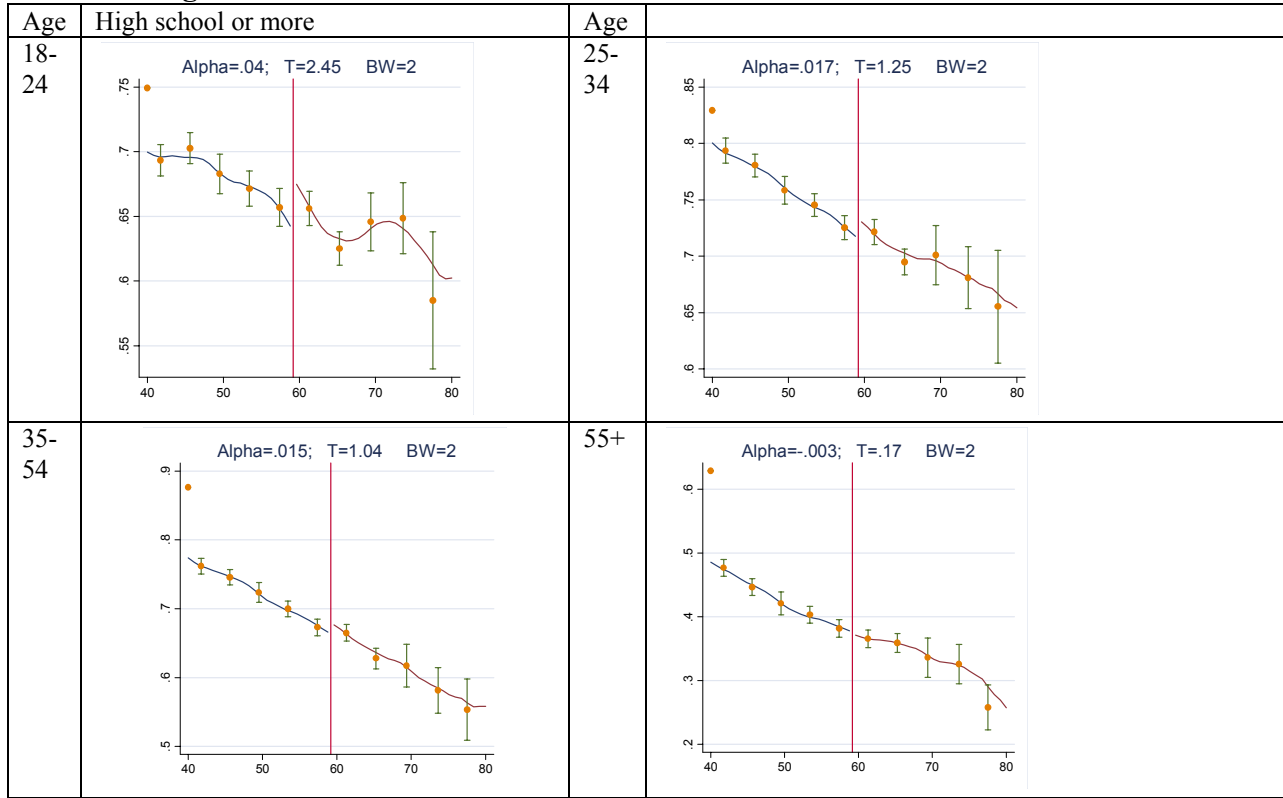 Age
High school or more
Age
18-
24
Alpha=.04; T=2.45 BW=2
.75
.7
.65
.6
.55
40 50 60 70 80
25-
34
Alpha=.017; T=1.25 BW=2
.85
.8
.75
.7
.65
.6
40 50 60 70 80
35-
54
Alpha=.015; T=1.04 BW=2
.9
.8
.7
.6
.5
40 50 60 70 80
55+
Alpha=-.003; T=.17 BW=2
.6
.5
.4
.3
.2
40 50 60 70 80